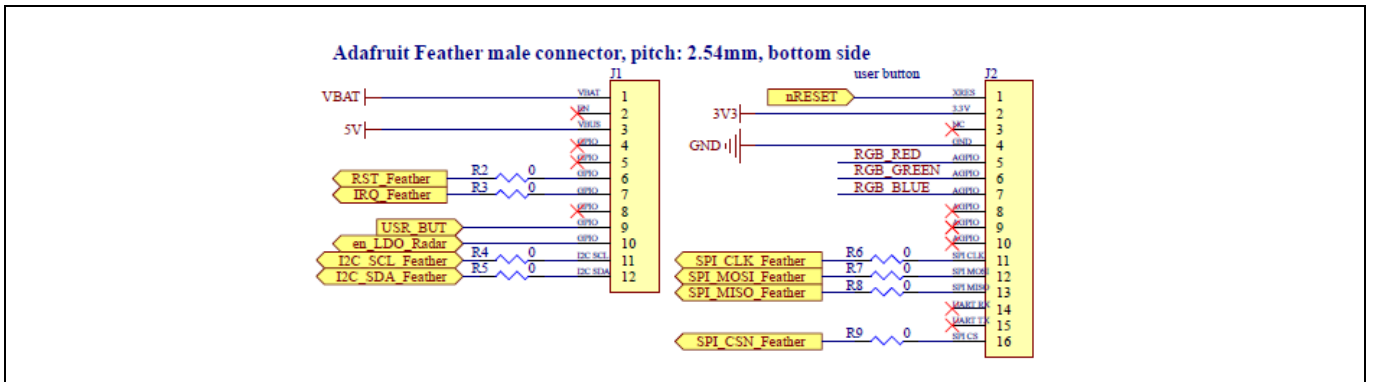 Adafruit Feather male connector, pitch: 2.54mm, bottom side
J1
VBAT VBAT 1
EN 2
5V VBUS 3
GPIO 4
GPIO 5
RST_Feather R2 0 GPIO 6
IRQ_Feather R3 0 GPIO 7
GPIO 8
USR_BUT GPIO 9
en_LDO_Radar GPIO 10
I2C_SCL_Feather R4 0 I2C SCL 11
I2C_SDA_Feather R5 0 I2C SDA 12
user button J2
nRESET XRES 1
3V3 3.3V 2
NC 3
GND GND 4
RGB_RED AGPIO 5
RGB_GREEN AGPIO 6
RGB_BLUE AGPIO 7
AGPIO 8
AGPIO 9
AGPIO 10
SPI_CLK_Feather R6 0 SPI CLK 11
SPI_MOSI_Feather R7 0 SPI MOSI 12
SPI_MISO_Feather R8 0 SPI MISO 13
UART RX 14
UART TX 15
SPI_CSN_Feather R9 0 SPI CS 16